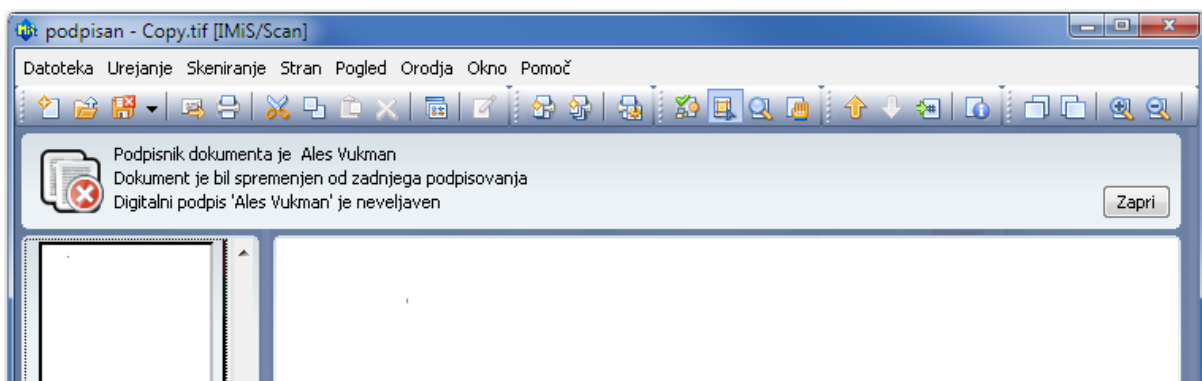 podpisan - Copy.tif [IMiS/Scan]
Datoteka Urejanje Skeniranje Stran Pogled Orodja Okno Pomoč
Podpisnik dokumenta je Ales Vukman
Dokument je bil spremenjen od zadnjega podpisovanja
Digitalni podpis 'Ales Vukman' je neveljaven
Zapri